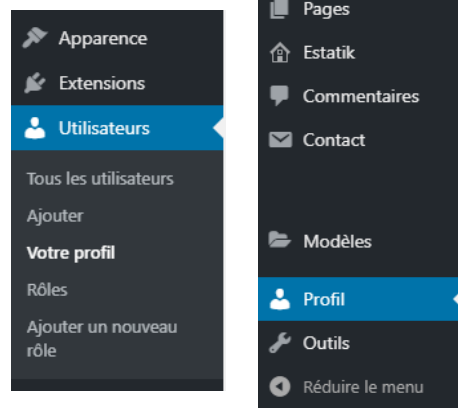 Apparence
Extensions
Utilisateurs
Tous les utilisateurs
Ajouter
Votre profil
Rôles
Ajouter un nouveau
rôle
Pages
Estatik
Commentaires
Contact
Modèles
Profil
Outils
Réduire le menu